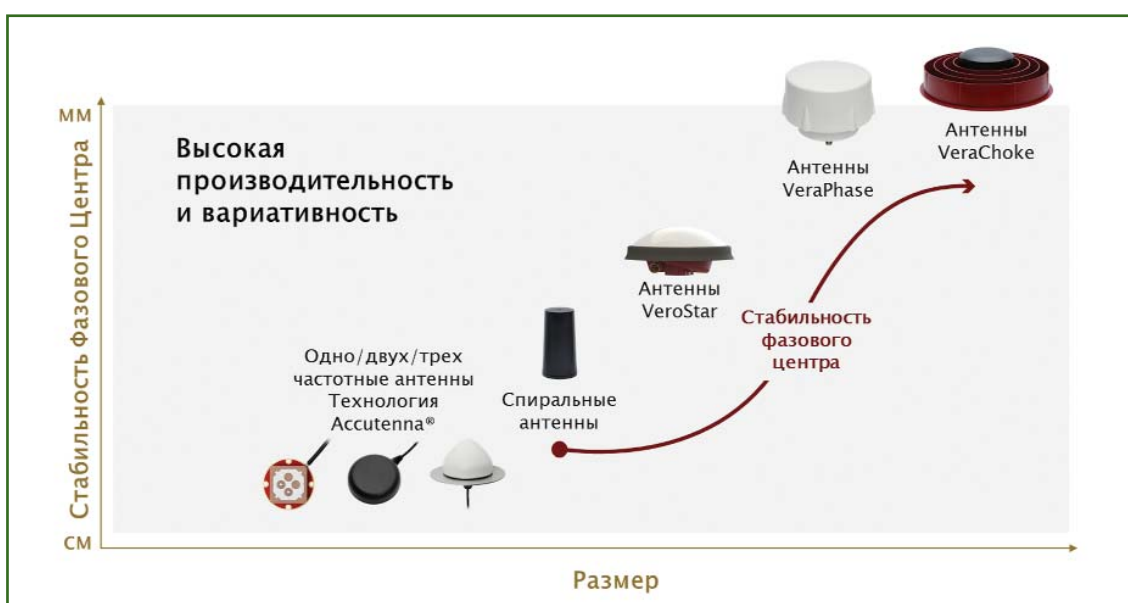 мм
Стабильность Фазового Центра
см
Высокая
производительность
и вариативность
Одно/двух/трех
частотные антенны
Технология
Accutenna®
Спиральные
антенны
Антенны
VeroStar
Антенны
VeraPhase
Антенны
VeraChoke
Стабильность
фазового
центра
Размер